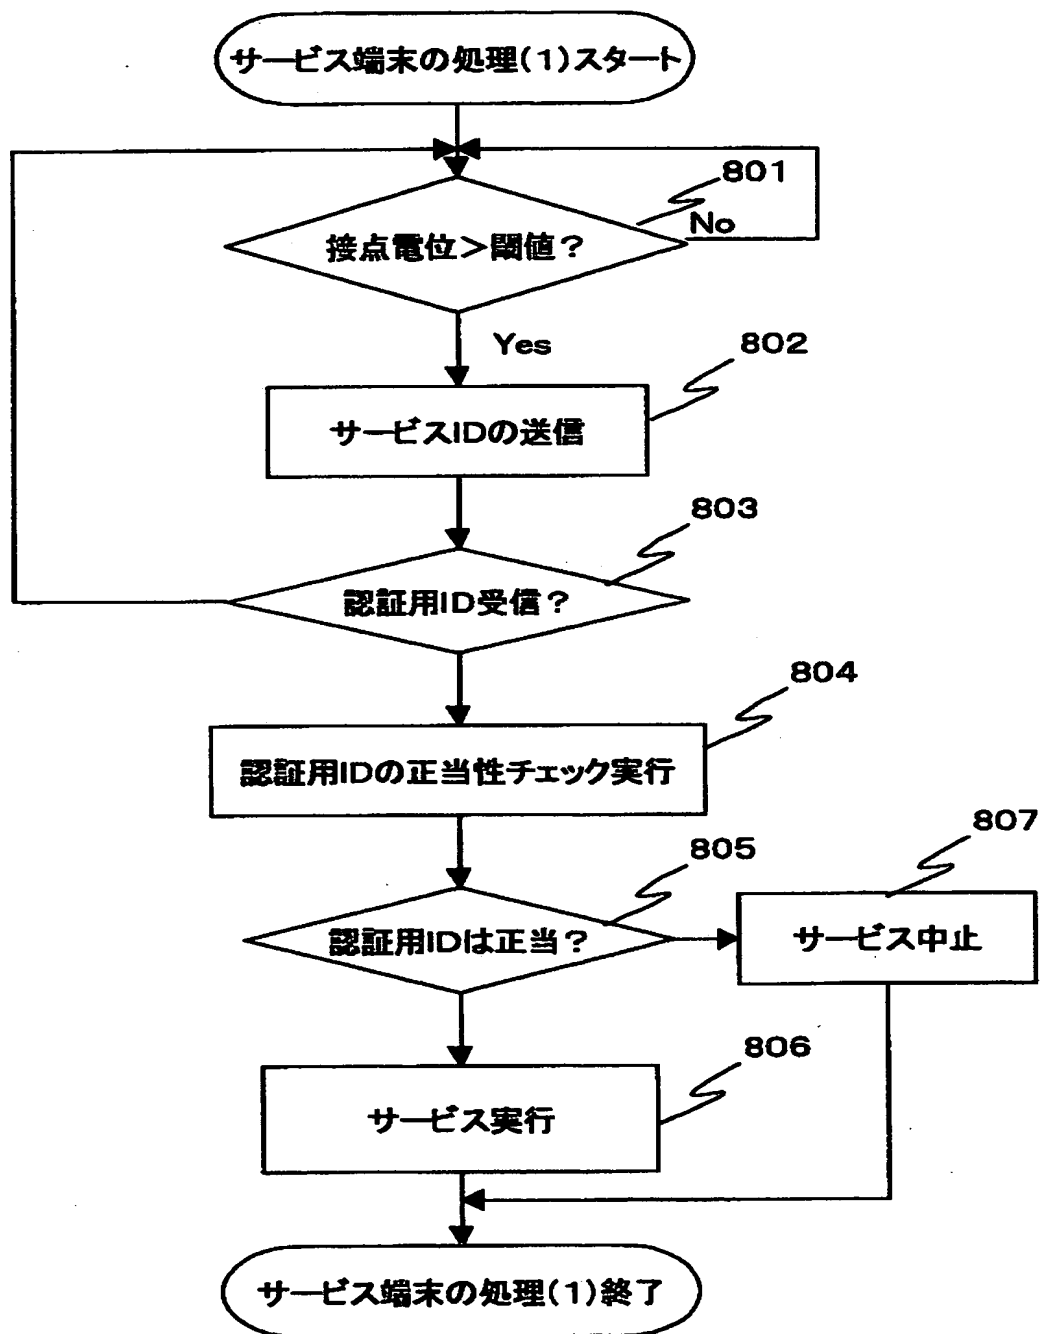 サービス端末の処理(1)スタート
801
No
接点電位>閾値?
Yes
802
サービスIDの送信
803
認証用ID受信?
804
認証用IDの正当性チェック実行
805
807
認証用IDは正当?
サービス中止
806
サービス実行
サービス端末の処理(1)終了